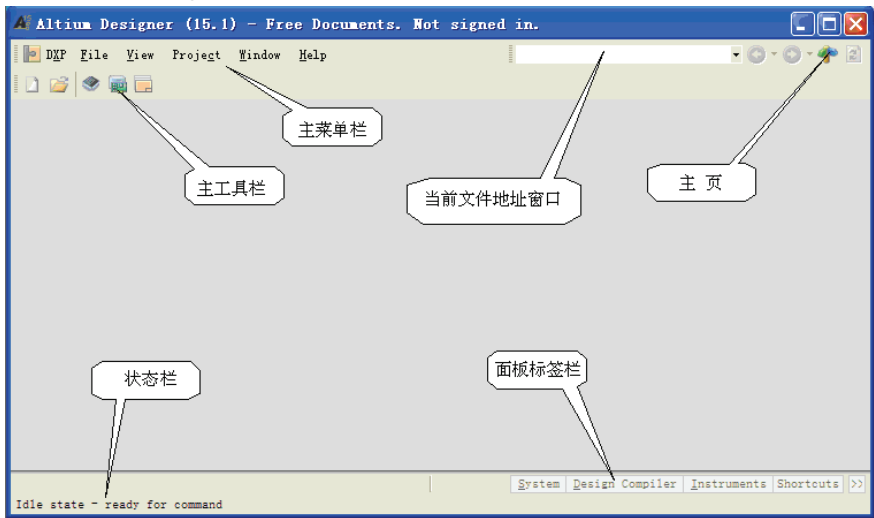 Altium Designer (15.1) - Free Documents. Not signed in.
DXP File View Project Window Help
主菜单栏
主工具栏
当前文件地址窗口
主 页
状态栏
面板标签栏
System Design Compiler Instruments Shortcuts >>
Idle state - ready for command